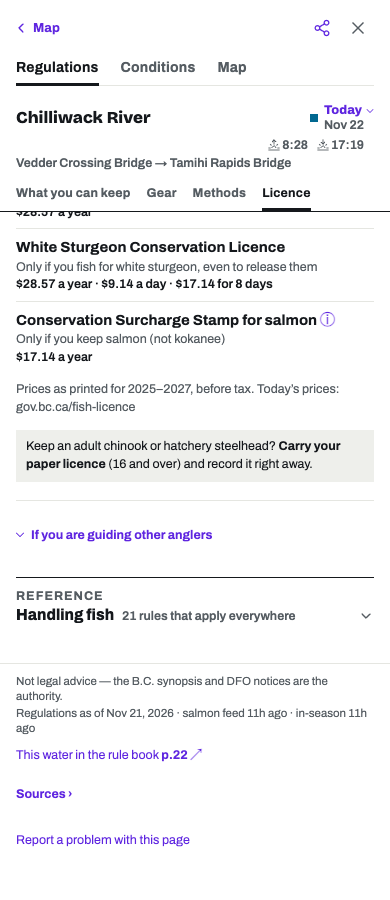 Map
Regulations Conditions Map
Chilliwack River
Today
Nov 22
8:28 17:19
Vedder Crossing Bridge → Tamihi Rapids Bridge
What you can keep Gear Methods Licence
$28.57 a year
White Sturgeon Conservation Licence
Only if you fish for white sturgeon, even to release them
$28.57 a year · $9.14 a day · $17.14 for 8 days
Conservation Surcharge Stamp for salmon ⓘ
Only if you keep salmon (not kokanee)
$17.14 a year
Prices as printed for 2025–2027, before tax. Today's prices:
gov.bc.ca/fish-licence
Keep an adult chinook or hatchery steelhead? Carry your
paper licence (16 and over) and record it right away.
If you are guiding other anglers
REFERENCE
Handling fish 21 rules that apply everywhere
Not legal advice — the B.C. synopsis and DFO notices are the
authority.
Regulations as of Nov 21, 2026 · salmon feed 11h ago · in-season 11h
ago
This water in the rule book p.22 ↗
Sources ›
Report a problem with this page